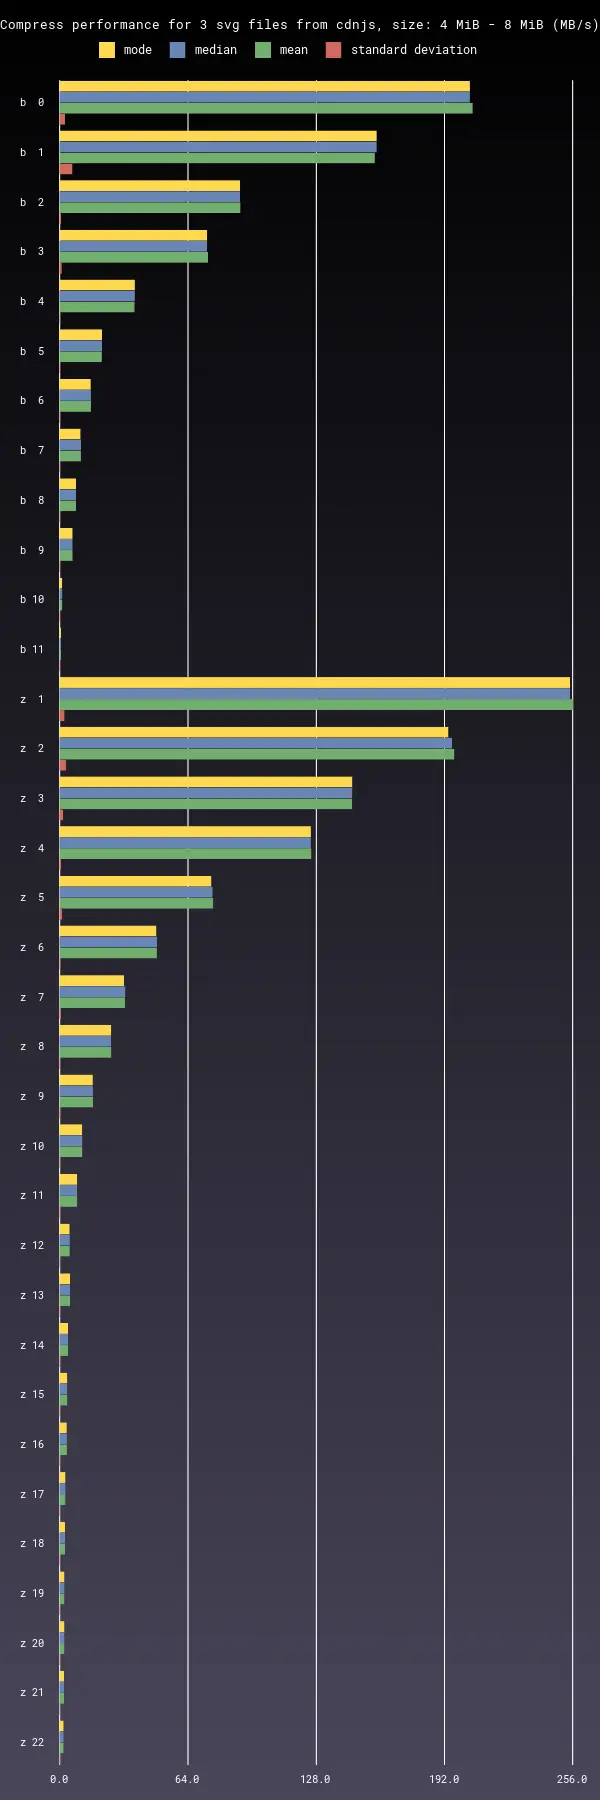 Compress performance for 3 svg files from cdnjs, size: 4 MiB - 8 MiB (MB/s)
mode median mean standard deviation
b 0
b 1
b 2
b 3
b 4
b 5
b 6
b 7
b 8
b 9
b 10
b 11
z 1
z 2
z 3
z 4
z 5
z 6
z 7
z 8
z 9
z 10
z 11
z 12
z 13
z 14
z 15
z 16
z 17
z 18
z 19
z 20
z 21
z 22
0.0 64.0 128.0 192.0 256.0